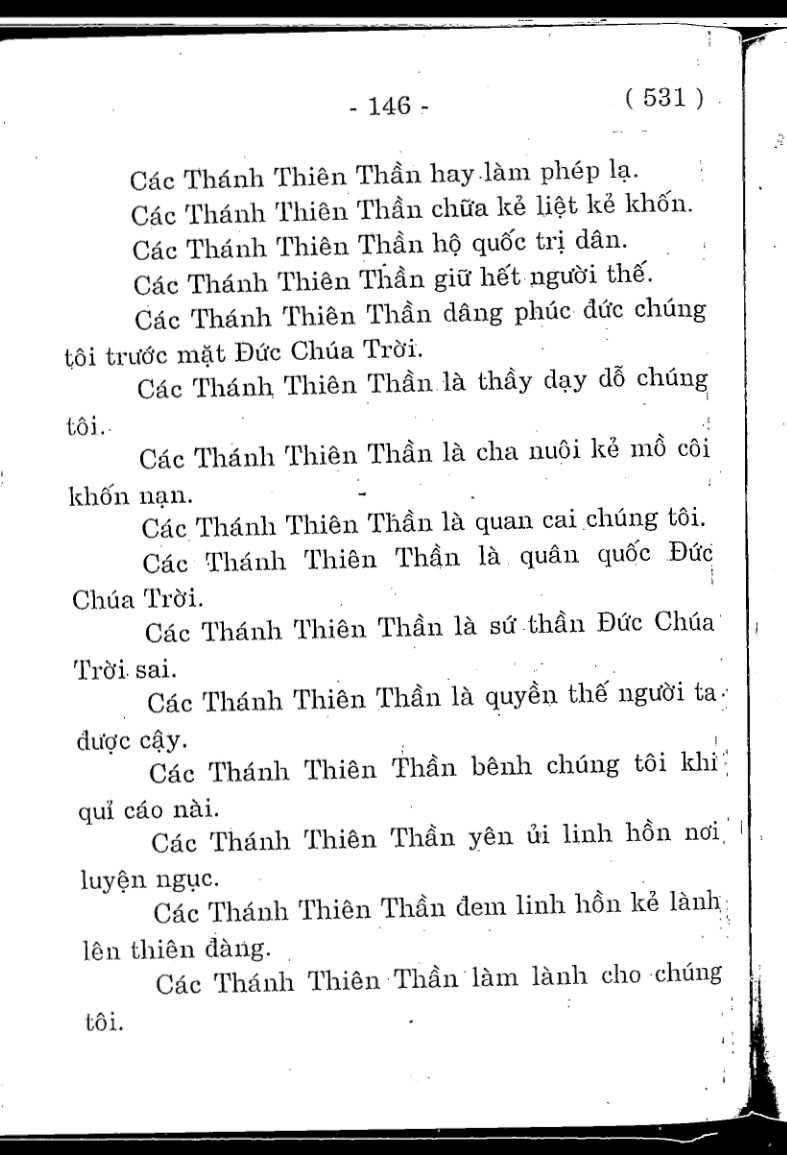 - 146 -
( 531 )
Các Thánh Thiên Thần hay làm phép lạ.
Các Thánh Thiên Thần chữa kẻ liệt kẻ khốn.
Các Thánh Thiên Thần hộ quốc trị dân.
Các Thánh Thiên Thần giữ hết người thế.
Các Thánh Thiên Thần dâng phúc đức chúng
tôi trước mặt Đức Chúa Trời.
Các Thánh Thiên Thần là thầy dạy dỗ chúng
tôi.
Các Thánh Thiên Thần là cha nuôi kẻ mồ côi
khốn nạn.
Các Thánh Thiên Thần là quan cai chúng tôi.
Các Thánh Thiên Thần là quân quốc Đức
Chúa Trời.
Các Thánh Thiên Thần là sứ thần Đức Chúa
Trời sai.
Các Thánh Thiên Thần là quyền thế người ta
được cậy.
Các Thánh Thiên Thần bênh chúng tôi khi
quỉ cáo nài.
Các Thánh Thiên Thần yên ủi linh hồn nơi
luyện ngục.
Các Thánh Thiên Thần đem linh hồn kẻ lành
lên thiên đàng.
Các Thánh Thiên Thần làm lành cho chúng
tôi.